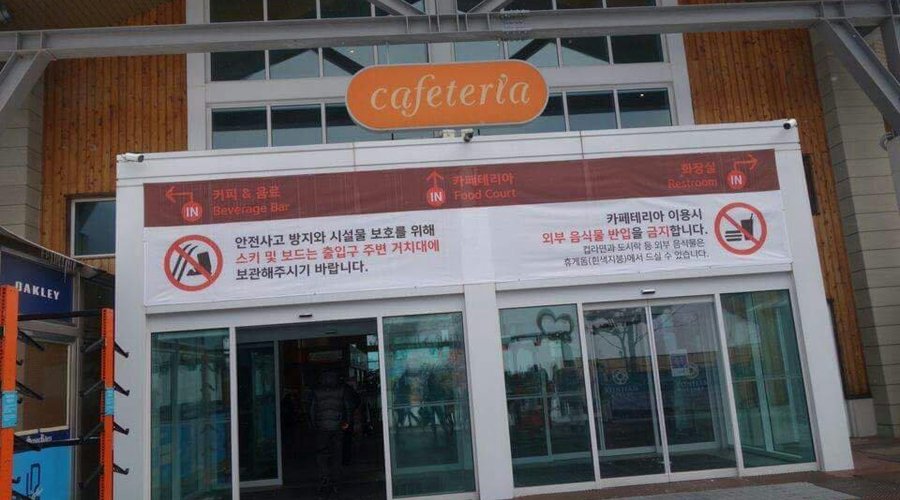 cafeteria
커피 & 음료
IN
Beverage Bar
카페테리아
IN
Food Court
화장실
IN
Restroom
안전사고 방지와 시설물 보호를 위해
스키 및 보드는 출입구 주변 거치대에
보관해주시기 바랍니다.
카페테리아 이용시
외부 음식물 반입을 금지합니다.
컵라면과 도시락 등 외부 음식물은
휴게돔(흰색지붕)에서 드실 수 있습니다.
OAKLEY